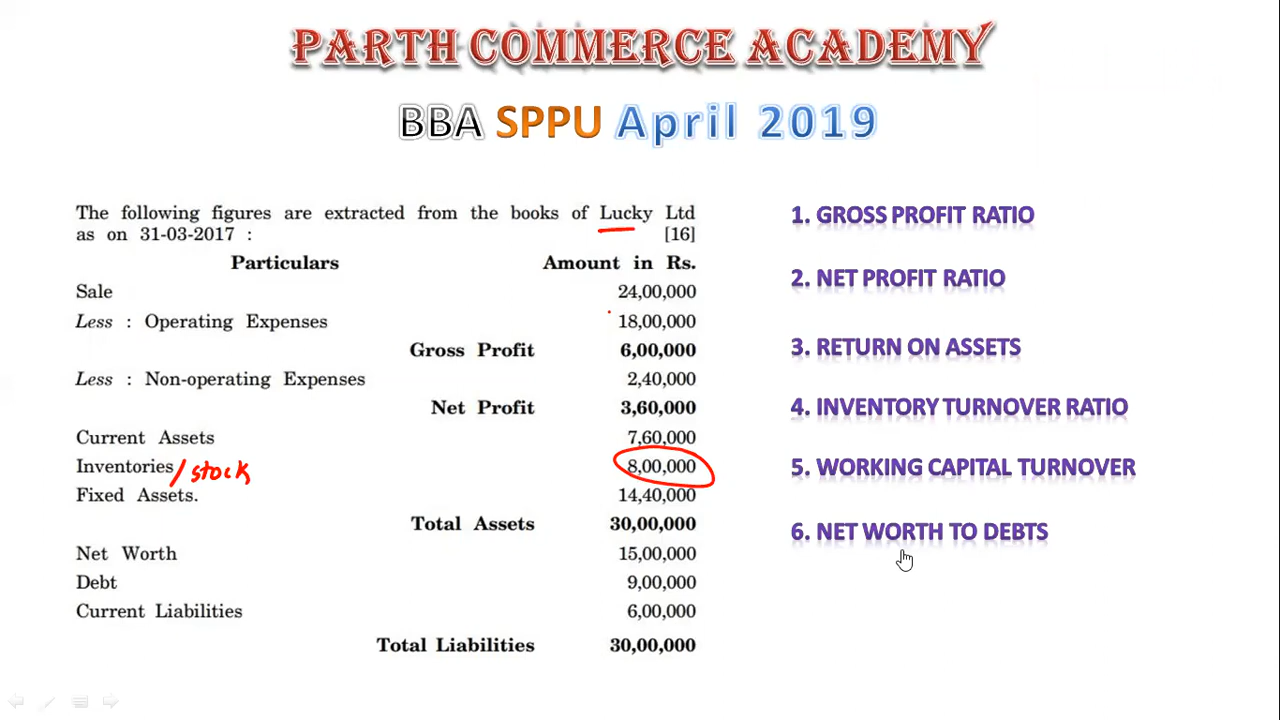 PARTH COMMERCE ACADEMY
BBA SPPU April 2019
The following figures are extracted from the books of Lucky Ltd
as on 31-03-2017 : [16]
Particulars Amount in Rs.
Sale 24,00,000
Less : Operating Expenses 18,00,000
Gross Profit 6,00,000
Less : Non-operating Expenses 2,40,000
Net Profit 3,60,000
Current Assets 7,60,000
Inventories/stock 8,00,000
Fixed Assets. 14,40,000
Total Assets 30,00,000
Net Worth 15,00,000
Debt 9,00,000
Current Liabilities 6,00,000
Total Liabilities 30,00,000
1. GROSS PROFIT RATIO
2. NET PROFIT RATIO
3. RETURN ON ASSETS
4. INVENTORY TURNOVER RATIO
5. WORKING CAPITAL TURNOVER
6. NET WORTH TO DEBTS